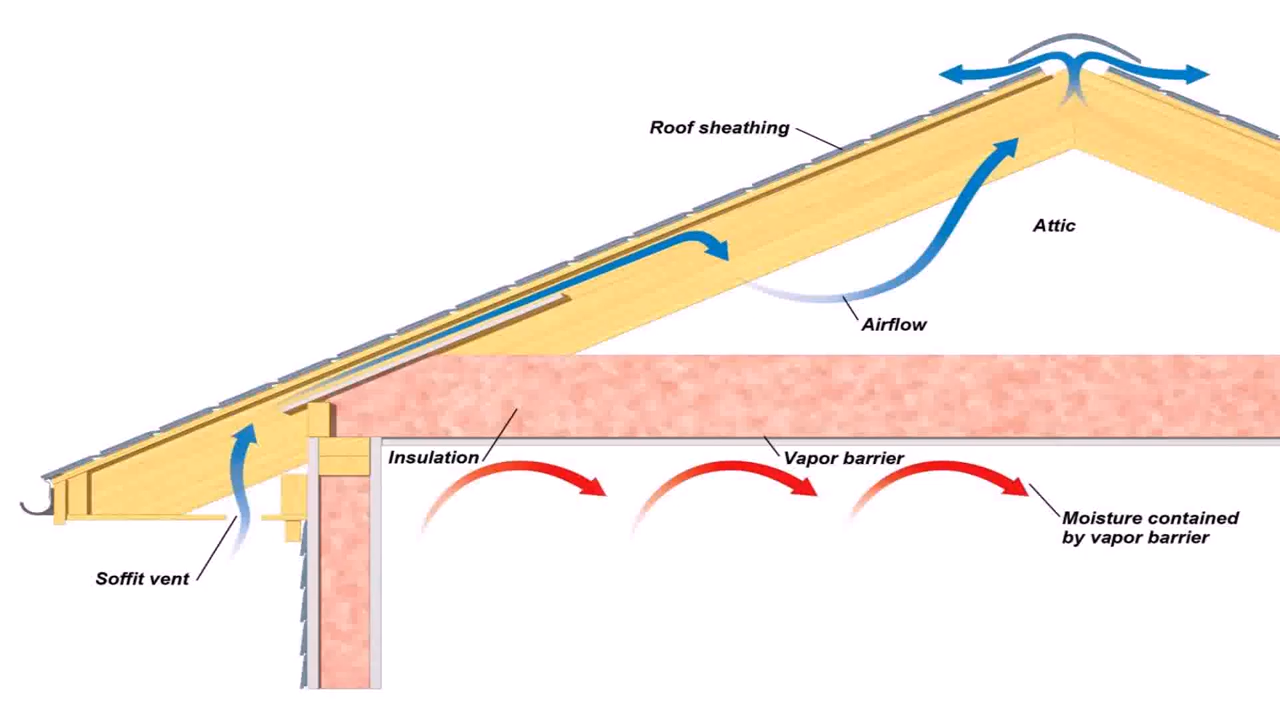 Roof sheathing
Attic
Airflow
Insulation
Vapor barrier
Moisture contained
by vapor barrier
Soffit vent